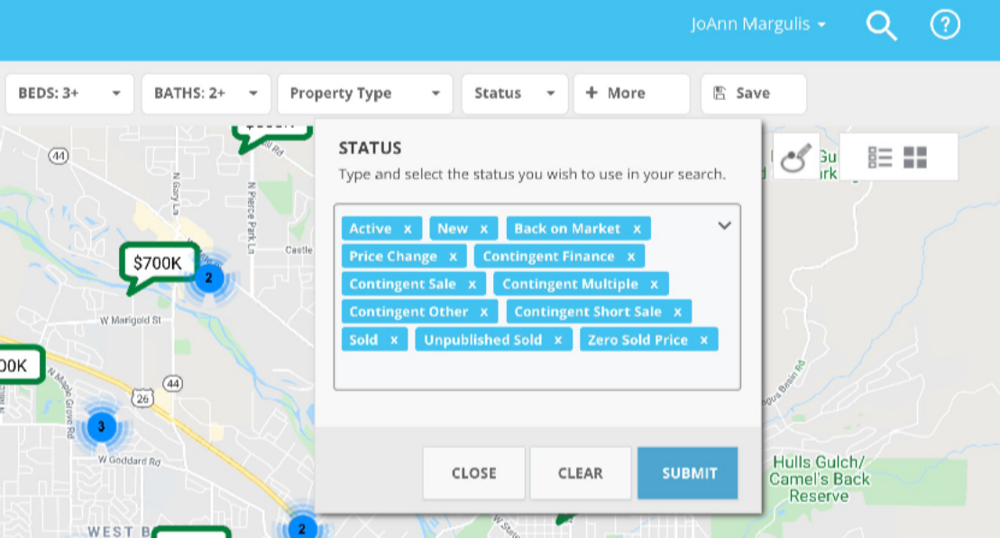 JoAnn Margulis
?
BEDS: 3+
BATHS: 2+
Property Type
Status
+ More
Save
STATUS
Type and select the status you wish to use in your search.
Active x
New x
Back on Market x
Price Change x
Contingent Finance x
Contingent Sale x
Contingent Multiple x
Contingent Other x
Contingent Short Sale x
Sold x
Unpublished Sold x
Zero Sold Price x
CLOSE
CLEAR
SUBMIT
44
N Gary Ln
N Pierce Park Ln
Castle
$700K
2
W Marigold St
00K
N Maple Grove Rd
44
26
3
W Goddard Rd
2
WEST B
Hulls Gulch/
Camel's Back
Reserve